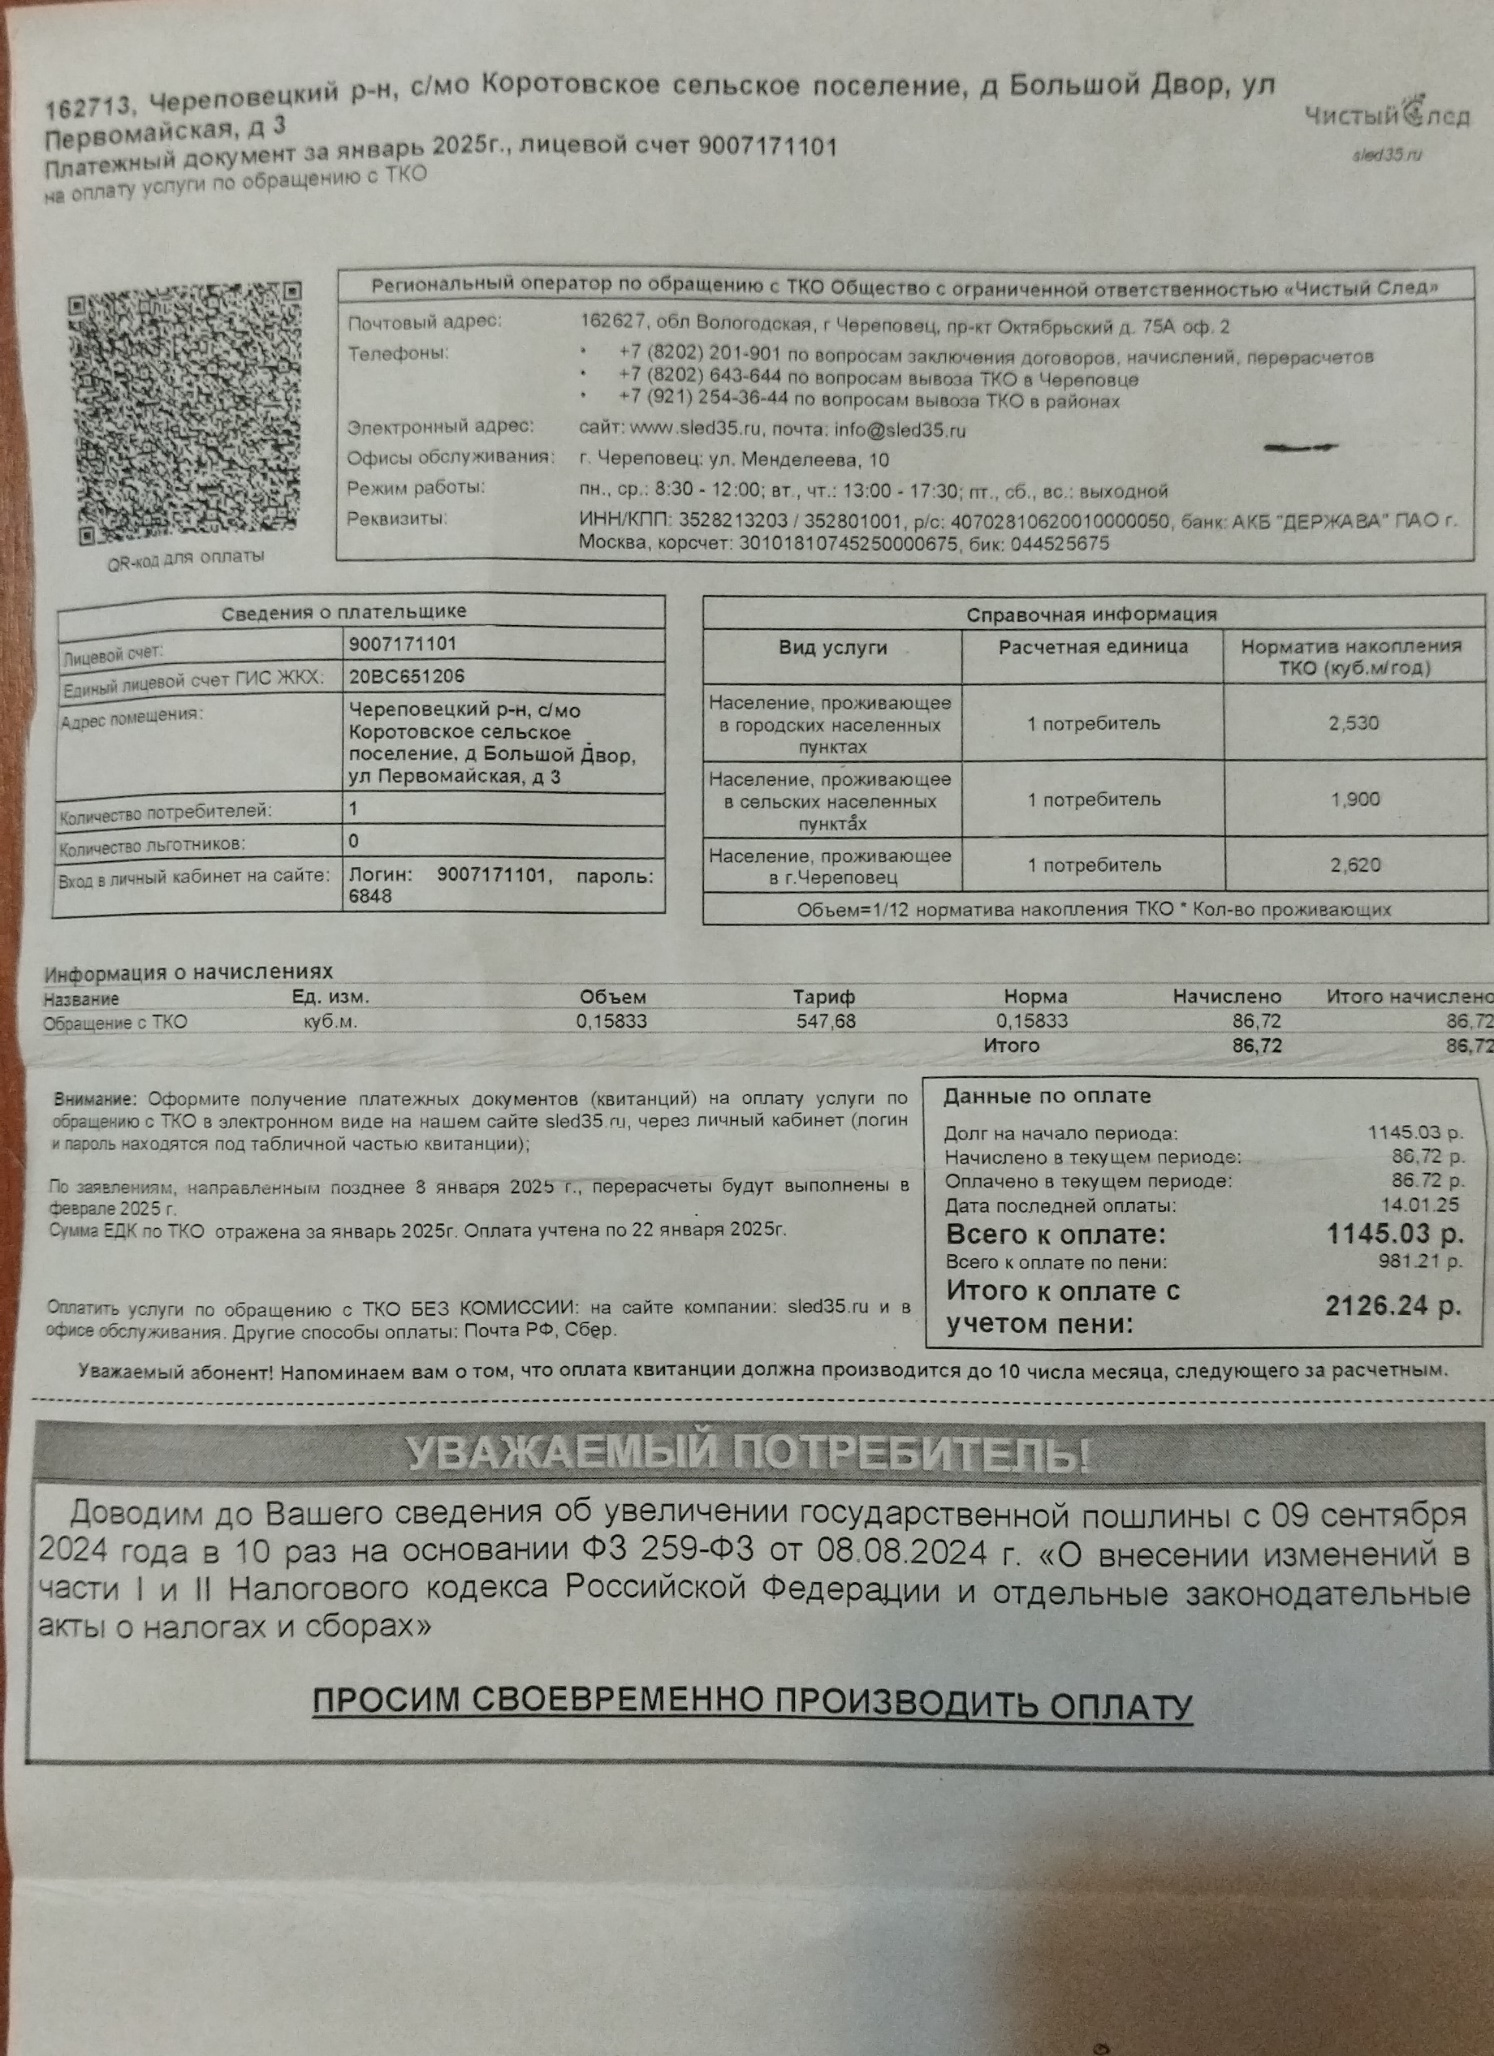 162713, Череповецкий р-н, с/мо Коротовское сельское поселение, д Большой Двор, ул
Первомайская, д 3
Платежный документ за январь 2025г., лицевой счет 9007171101
на оплату услуги по обращению с ТКО
Чистый След
sled35.ru
QR-код для оплаты
Региональный оператор по обращению с ТКО Общество с ограниченной ответственностью «Чистый След»
Почтовый адрес: 162627, обл Вологодская, г Череповец, пр-кт Октябрьский д. 75А оф. 2
Телефоны: • +7 (8202) 201-901 по вопросам заключения договоров, начислений, перерасчетов
• +7 (8202) 643-644 по вопросам вывоза ТКО в Череповце
• +7 (921) 254-36-44 по вопросам вывоза ТКО в районах
Электронный адрес: сайт: www.sled35.ru, почта: info@sled35.ru
Офисы обслуживания: г. Череповец: ул. Менделеева, 10
Режим работы: пн., ср.: 8:30 - 12:00; вт., чт.: 13:00 - 17:30; пт., сб., вс.: выходной
Реквизиты: ИНН/КПП: 3528213203 / 352801001, р/с: 40702810620010000050, банк: АКБ "ДЕРЖАВА" ПАО г.
Москва, корсчет: 30101810745250000675, бик: 044525675
Сведения о плательщике
Лицевой счет: 9007171101
Единый лицевой счет ГИС ЖКХ: 20ВС651206
Адрес помещения: Череповецкий р-н, с/мо
Коротовское сельское
поселение, д Большой Двор,
ул Первомайская, д 3
Количество потребителей: 1
Количество льготников: 0
Вход в личный кабинет на сайте: Логин: 9007171101, пароль:
6848
Справочная информация
Вид услуги Расчетная единица Норматив накопления
ТКО (куб.м/год)
Население, проживающее
в городских населенных 1 потребитель 2,530
пунктах
Население, проживающее
в сельских населенных 1 потребитель 1,900
пунктах
Население, проживающее
в г.Череповец 1 потребитель 2,620
Объем=1/12 норматива накопления ТКО * Кол-во проживающих
Информация о начислениях
Название Ед. изм. Объем Тариф Норма Начислено Итого начислено
Обращение с ТКО куб.м. 0,15833 547,68 0,15833 86,72 86,72
Итого 86,72 86,72
Внимание: Оформите получение платежных документов (квитанций) на оплату услуги по
обращению с ТКО в электронном виде на нашем сайте sled35.ru, через личный кабинет (логин
и пароль находятся под табличной частью квитанции);
По заявлениям, направленным позднее 8 января 2025 г., перерасчеты будут выполнены в
феврале 2025 г.
Сумма ЕДК по ТКО отражена за январь 2025г. Оплата учтена по 22 января 2025г.
Оплатить услуги по обращению с ТКО БЕЗ КОМИССИИ: на сайте компании: sled35.ru и в
офисе обслуживания. Другие способы оплаты: Почта РФ, Сбер.
Данные по оплате
Долг на начало периода: 1145.03 р.
Начислено в текущем периоде: 86,72 р.
Оплачено в текущем периоде: 86.72 р.
Дата последней оплаты: 14.01.25
Всего к оплате: 1145.03 р.
Всего к оплате по пени: 981.21 р.
Итого к оплате с
учетом пени: 2126.24 р.
Уважаемый абонент! Напоминаем вам о том, что оплата квитанции должна производится до 10 числа месяца, следующего за расчетным.
УВАЖАЕМЫЙ ПОТРЕБИТЕЛЬ!
Доводим до Вашего сведения об увеличении государственной пошлины с 09 сентября
2024 года в 10 раз на основании ФЗ 259-ФЗ от 08.08.2024 г. «О внесении изменений в
части I и II Налогового кодекса Российской Федерации и отдельные законодательные
акты о налогах и сборах»
ПРОСИМ СВОЕВРЕМЕННО ПРОИЗВОДИТЬ ОПЛАТУ